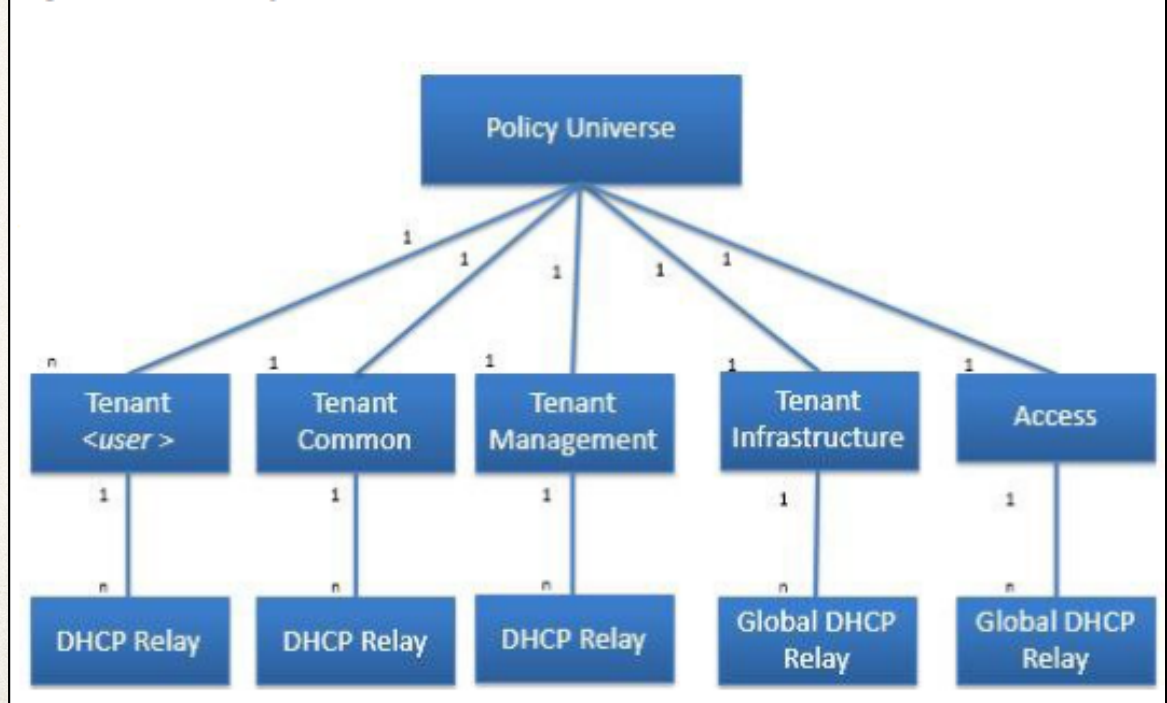 Policy Universe
1
1
1
1
1
n
1
1
1
1
Tenant
<user >
Tenant
Common
Tenant
Management
Tenant
Infrastructure
Access
1
1
1
1
1
n
n
n
n
n
DHCP Relay
DHCP Relay
DHCP Relay
Global DHCP
Relay
Global DHCP
Relay